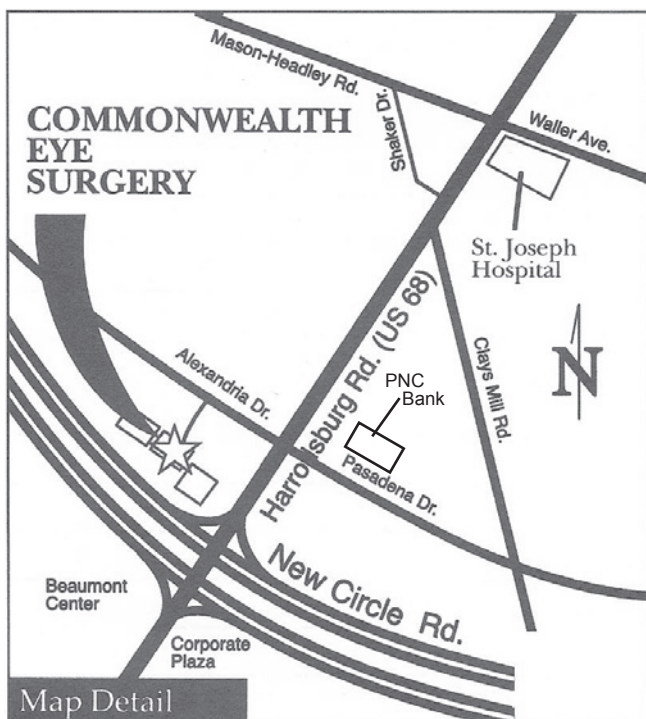 Mason-Headley Rd.
Waller Ave.
COMMONWEALTH
EYE
SURGERY
Shaker Dr.
St. Joseph
Hospital
Harrodsburg Rd. (US 68)
N
Clays Mill Rd.
PNC
Bank
Alexandria Dr.
Pasadena Dr.
New Circle Rd.
Beaumont
Center
Corporate
Plaza
Map Detail